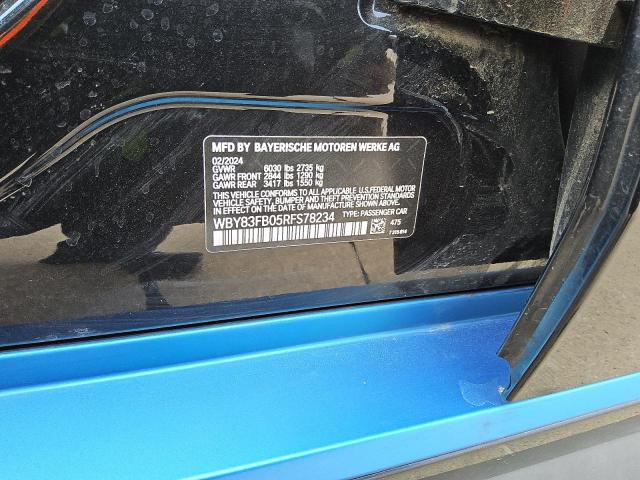 MFD BY BAYERISCHE MOTOREN WERKE AG
02/2024
GVWR 6030 lbs 2735 kg
GAWR FRONT 2844 lbs 1290 kg
GAWR REAR 3417 lbs 1550 kg
THIS VEHICLE CONFORMS TO ALL APPLICABLE U.S. FEDERAL MOTOR
VEHICLE SAFETY, BUMPER AND THEFT PREVENTION STANDARDS
IN EFFECT ON THE DATE OF MANUFACTURE SHOWN ABOVE.
WBY83FB05RFS78234 TYPE: PASSENGER CAR
475